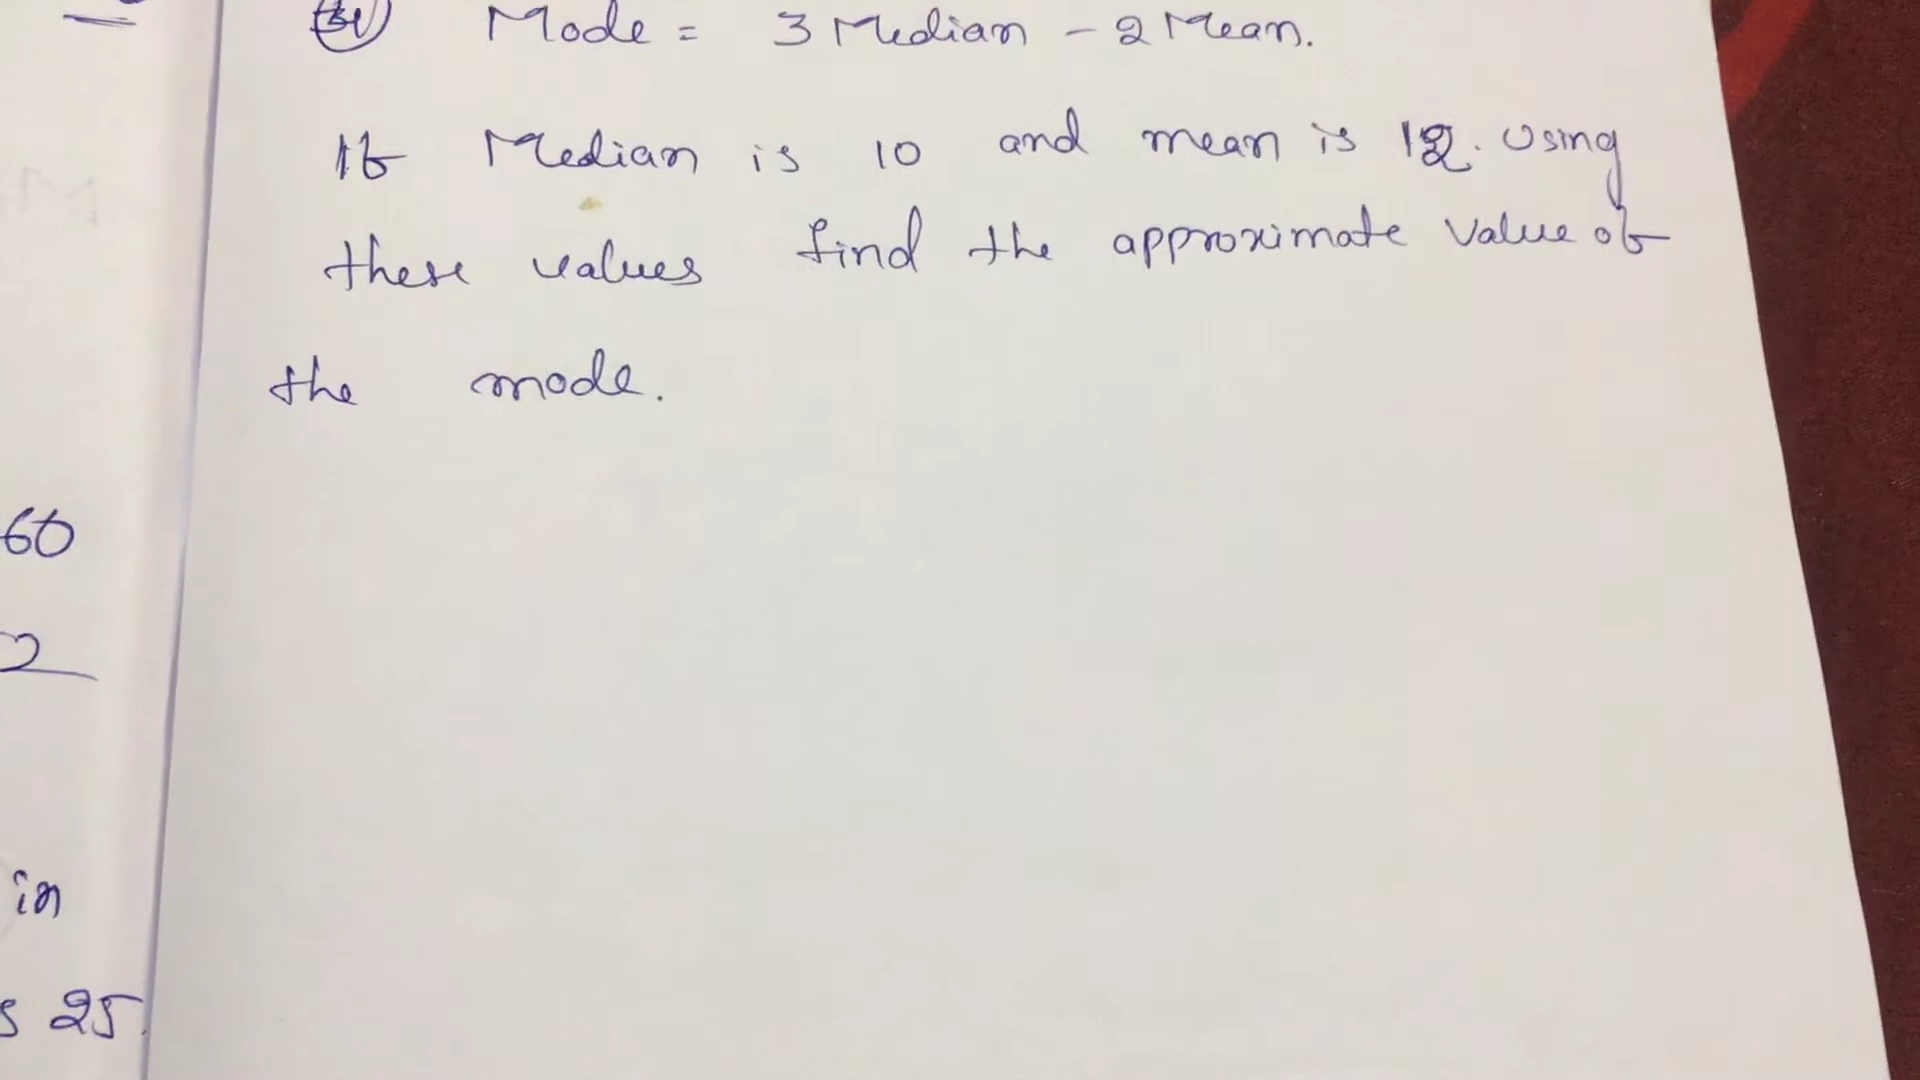 Mode = 3 Median - 2 Mean.
If Median is 10 and mean is 12. Using
these values find the approximate value of
the mode.
60
2
in
s 25.